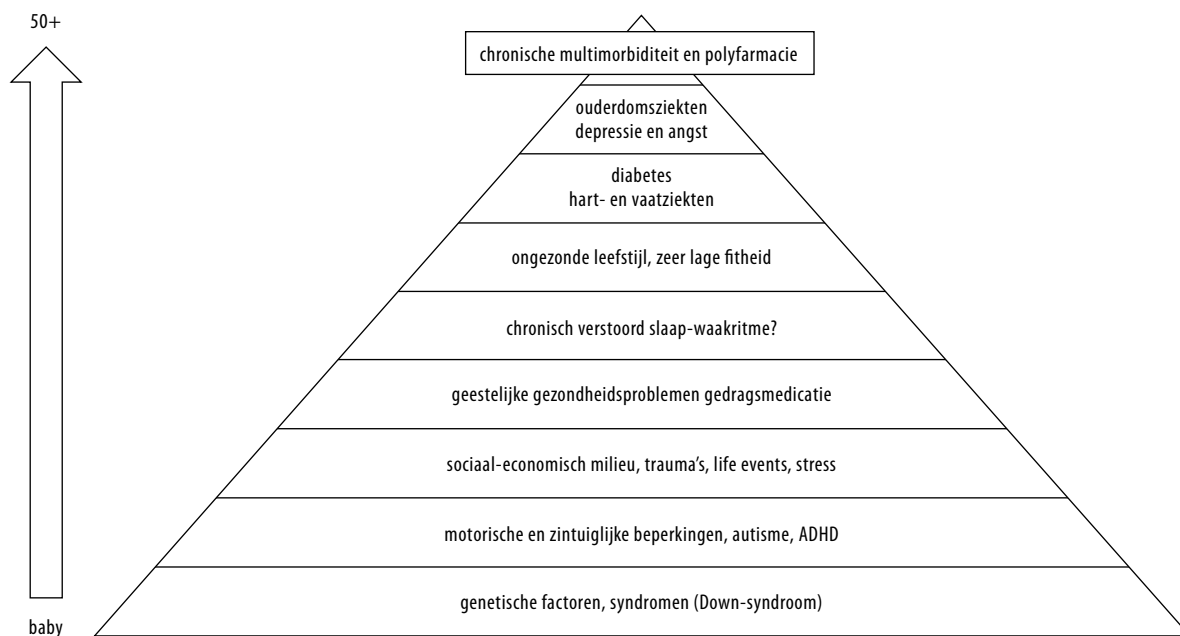 50+
chronische multimorbiditeit en polyfarmacie
ouderdomsziekten
depressie en angst
diabetes
hart- en vaatziekten
ongezonde leefstijl, zeer lage fitheid
chronisch verstoord slaap-waakritme?
geestelijke gezondheidsproblemen gedragsmedicatie
sociaal-economisch milieu, trauma's, life events, stress
motorische en zintuiglijke beperkingen, autisme, ADHD
genetische factoren, syndromen (Down-syndroom)
baby